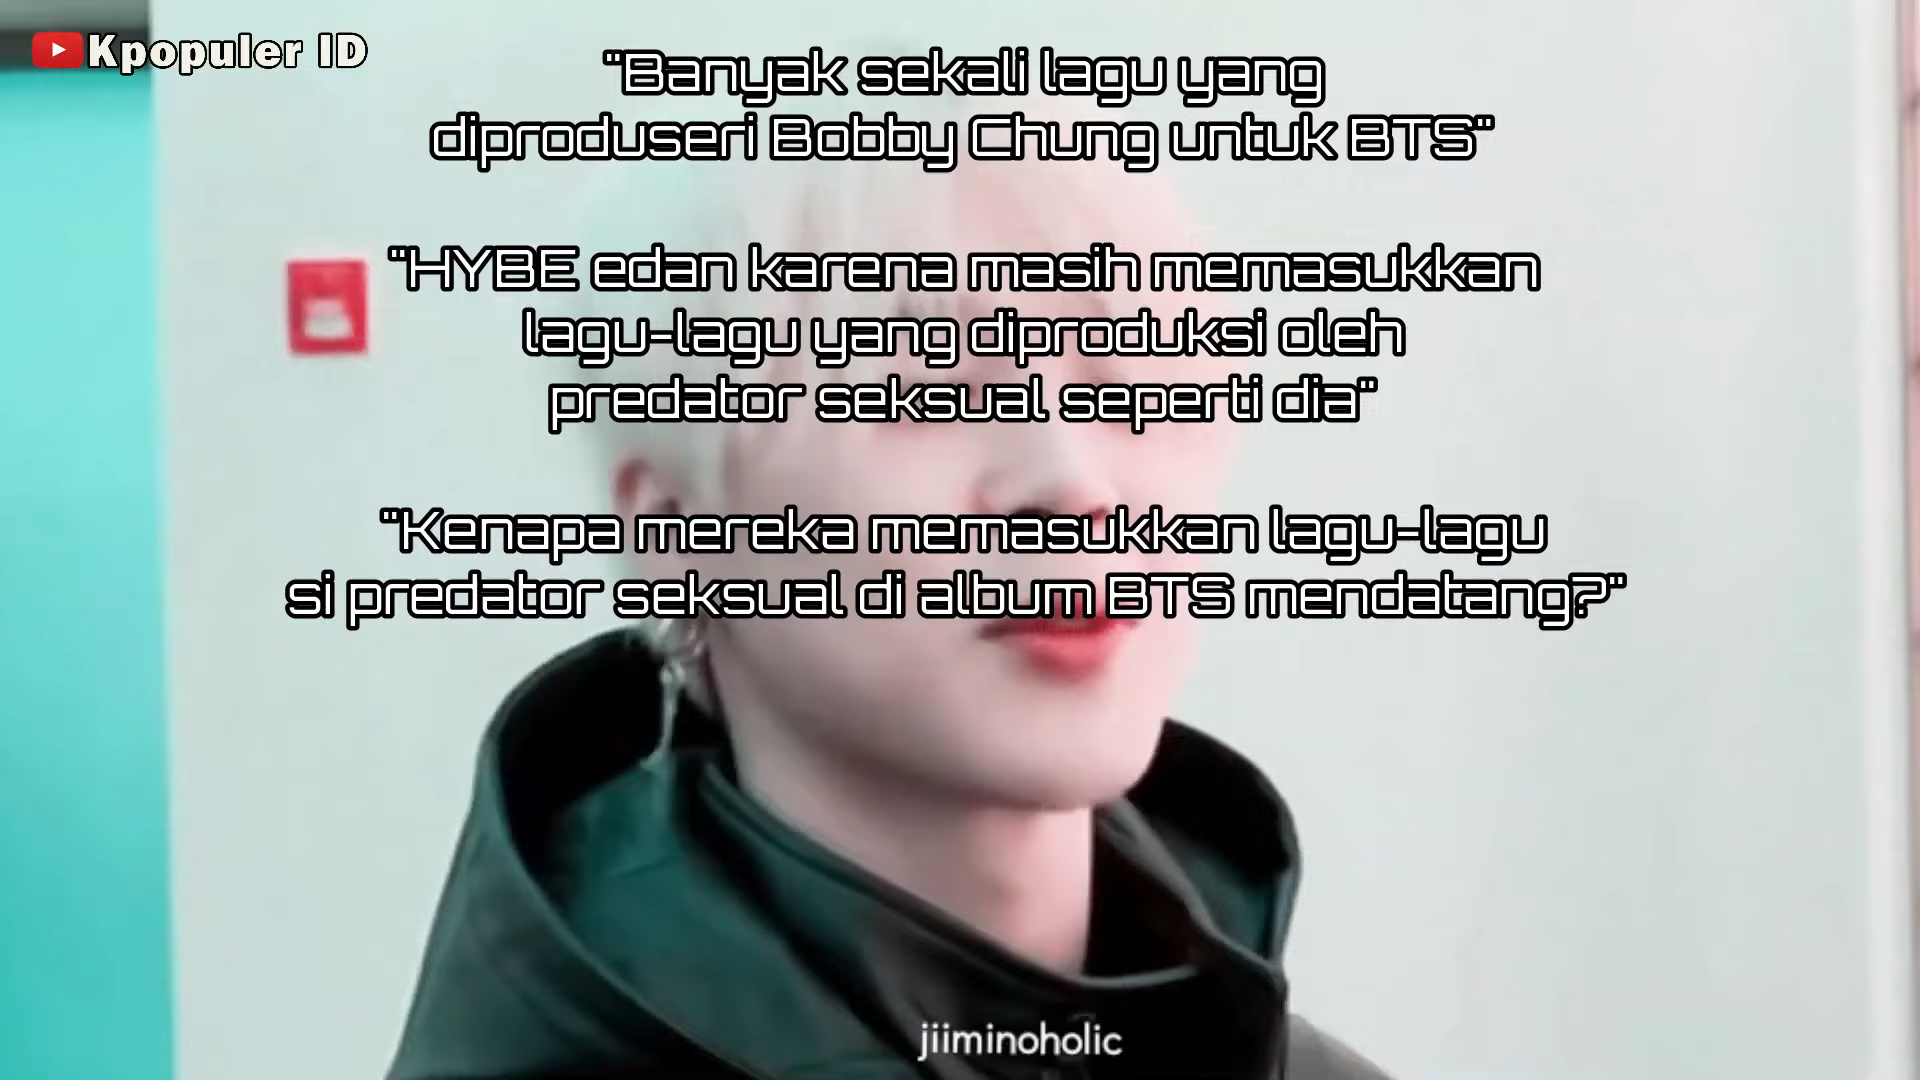 Kpopuler ID
"Banyak sekali lagu yang
diproduseri Bobby Chung untuk BTS"
"HYBE edan karena masih memasukkan
lagu-lagu yang diproduksi oleh
predator seksual seperti dia"
"Kenapa mereka memasukkan lagu-lagu
si predator seksual di album BTS mendatang?"
jiiminoholic